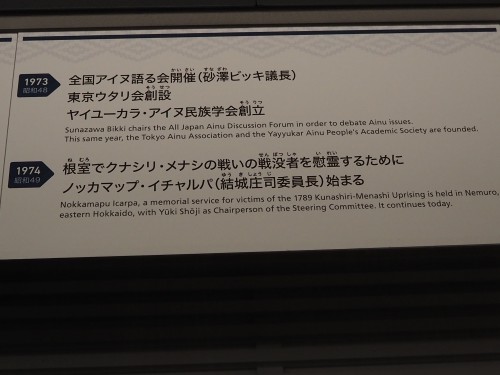 1973
昭和48
全国アイヌ語る会開催(砂澤ビッキ議長)
東京ウタリ会創設
ヤイユーカラ・アイヌ民族学会創立
Sunazawa Bikki chairs the All Japan Ainu Discussion Forum in order to debate Ainu issues.
This same year, the Tokyo Ainu Association and the Yayyukar Ainu People's Academic Society are founded.
1974
昭和49
根室でクナシリ・メナシの戦いの戦没者を慰霊するために
ノッカマップ・イチャルパ(結城庄司委員長)始まる
Nokkamapu Icarpa, a memorial service for victims of the 1789 Kunashiri-Menashi Uprising is held in Nemuro,
eastern Hokkaido, with Yūki Shōji as Chairperson of the Steering Committee. It continues today.